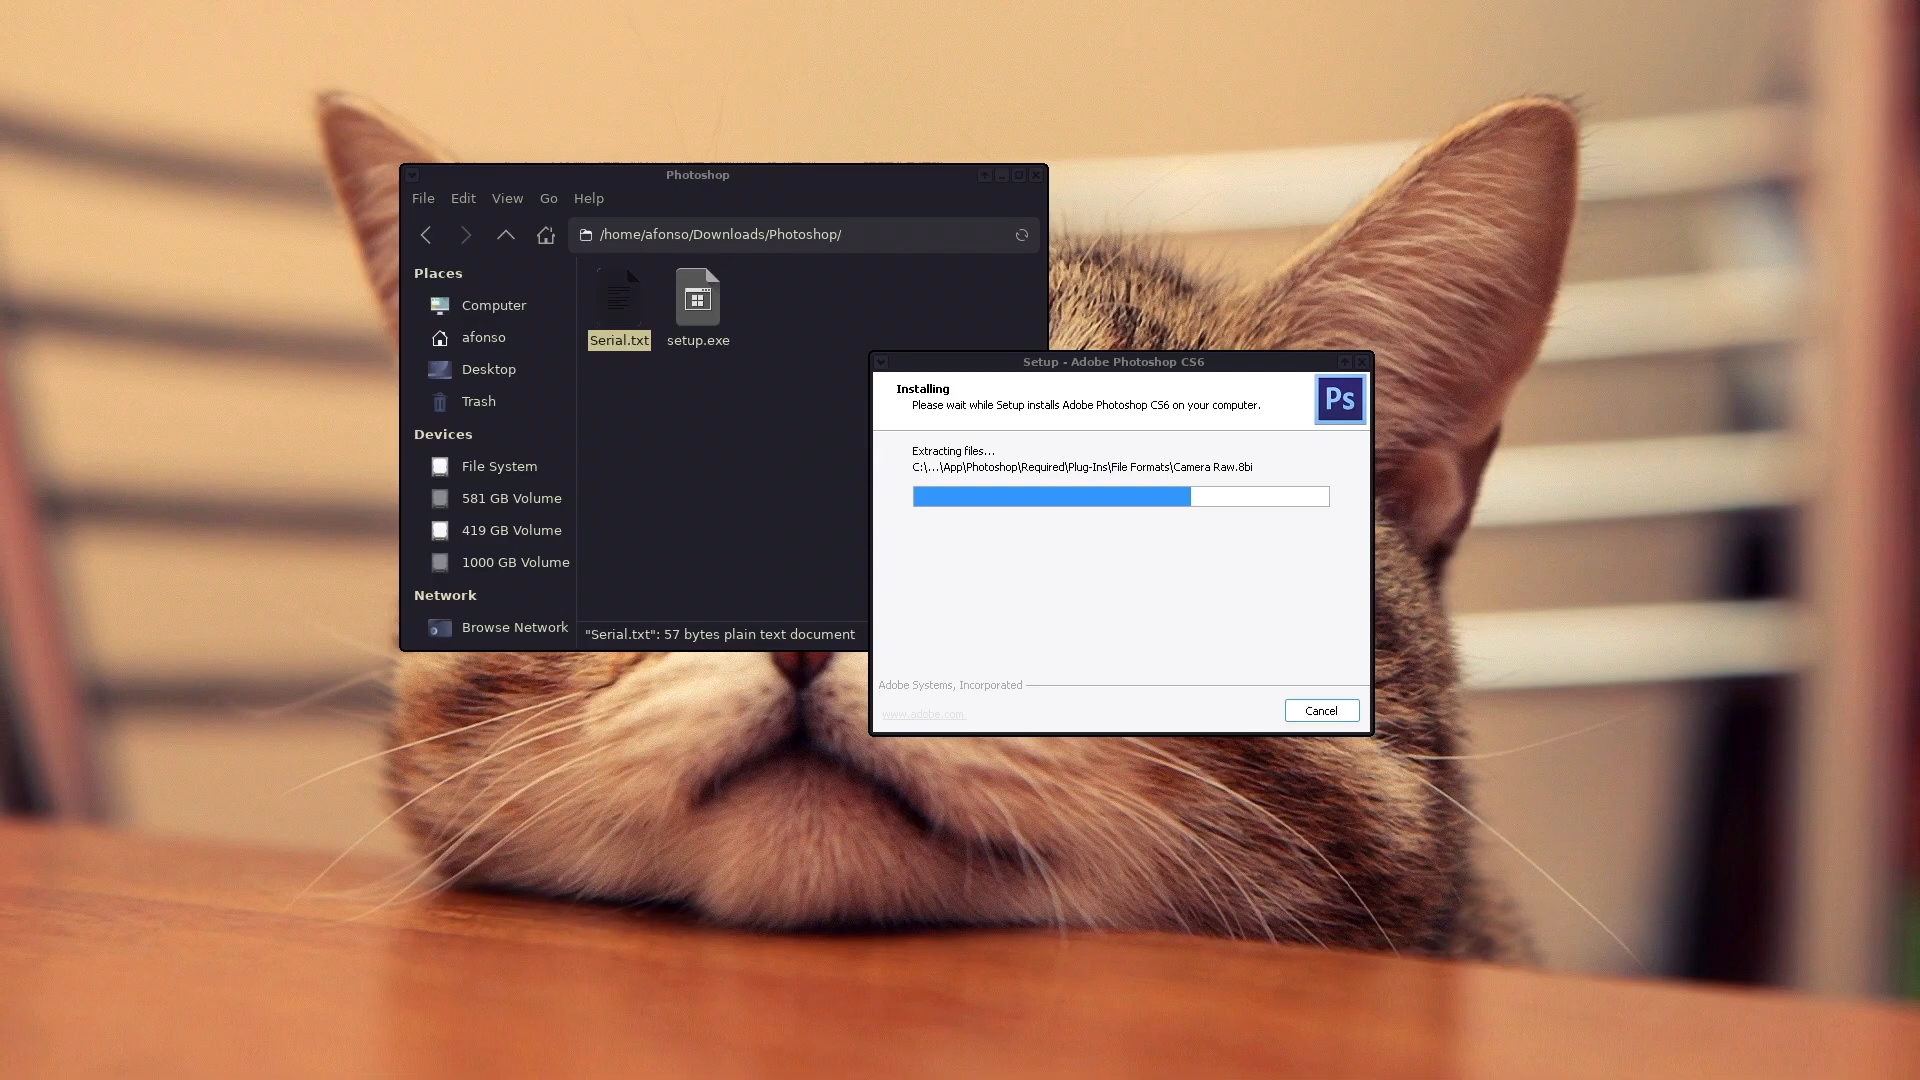 Photoshop
File Edit View Go Help
/home/afonso/Downloads/Photoshop/
Places
Computer
afonso
Desktop
Trash
Devices
File System
581 GB Volume
419 GB Volume
1000 GB Volume
Network
Browse Network
Serial.txt
setup.exe
"Serial.txt": 57 bytes plain text document
Setup - Adobe Photoshop CS6
Installing
Please wait while Setup installs Adobe Photoshop CS6 on your computer.
Ps
Extracting files...
C:\...\App\Photoshop\Required\Plug-Ins\File Formats\Camera Raw.8bi
Adobe Systems, Incorporated
www.adobe.com
Cancel